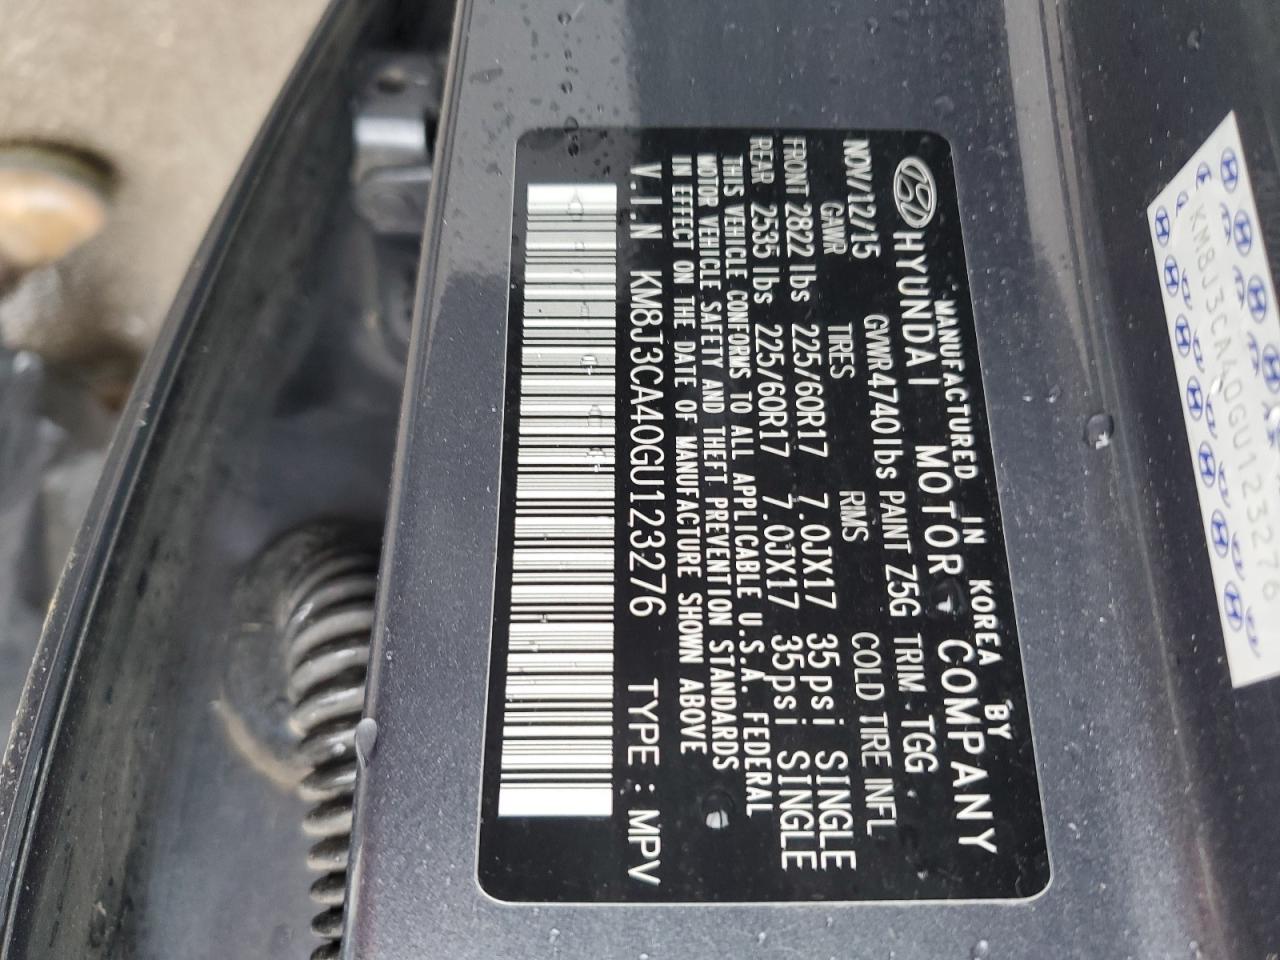 MANUFACTURED IN KOREA BY
HYUNDAI MOTOR COMPANY
NOV/12/15 GVWR4740lbs PAINT Z5G TRIM TGG
GAWR TIRES RMS COLD TIRE INFL
FRONT 2822 lbs 225/60R17 7.0JX17 35psi SINGLE
REAR 2535 lbs 225/60R17 7.0JX17 35psi SINGLE
THIS VEHICLE CONFORMS TO ALL APPLICABLE U.S.A. FEDERAL
MOTOR VEHICLE SAFETY AND THEFT PREVENTION STANDARDS
IN EFFECT ON THE DATE OF MANUFACTURE SHOWN ABOVE
V.I.N KM8J3CA40GU123276 TYPE : MPV
KM8J3CA40GU123276